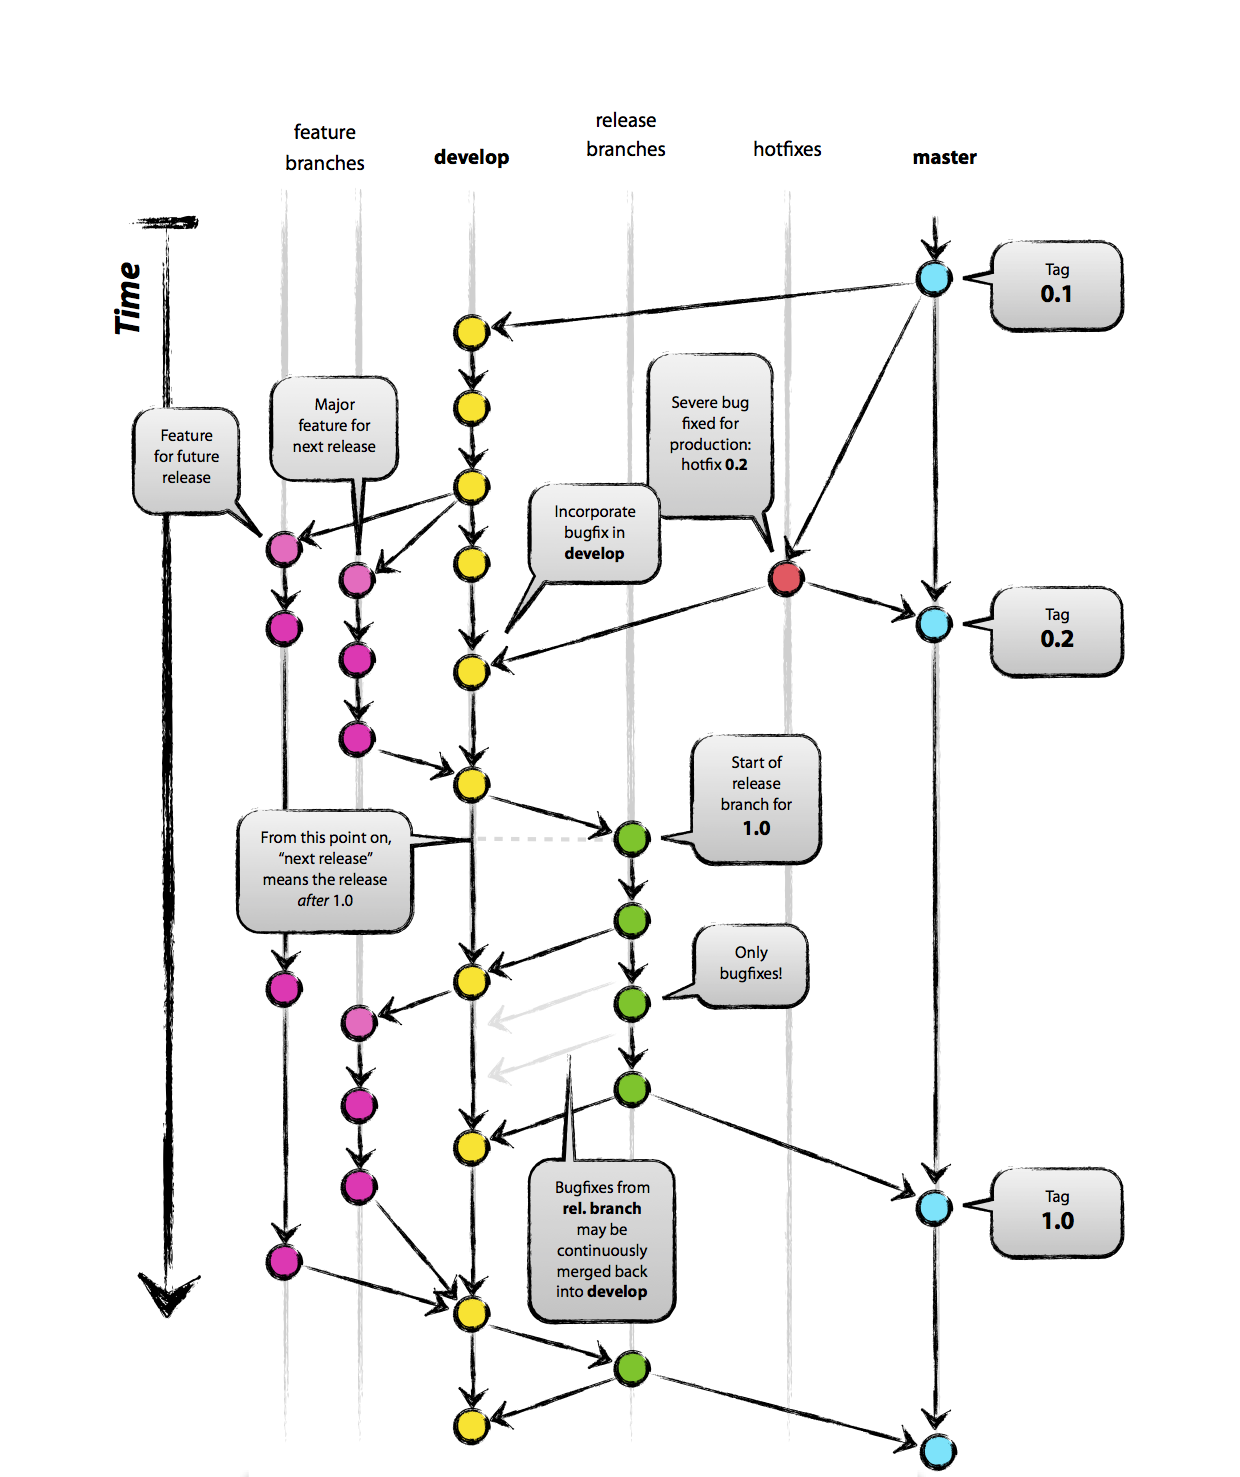 feature
branches
develop
release
branches
hotfixes
master
Time
Tag
0.1
Major
feature for
next release
Feature
for future
release
Severe bug
fixed for
production:
hotfix 0.2
Incorporate
bugfix in
develop
Tag
0.2
Start of
release
branch for
1.0
From this point on,
“next release”
means the release
after 1.0
Only
bugfixes!
Bugfixes from
rel. branch
may be
continuously
merged back
into develop
Tag
1.0